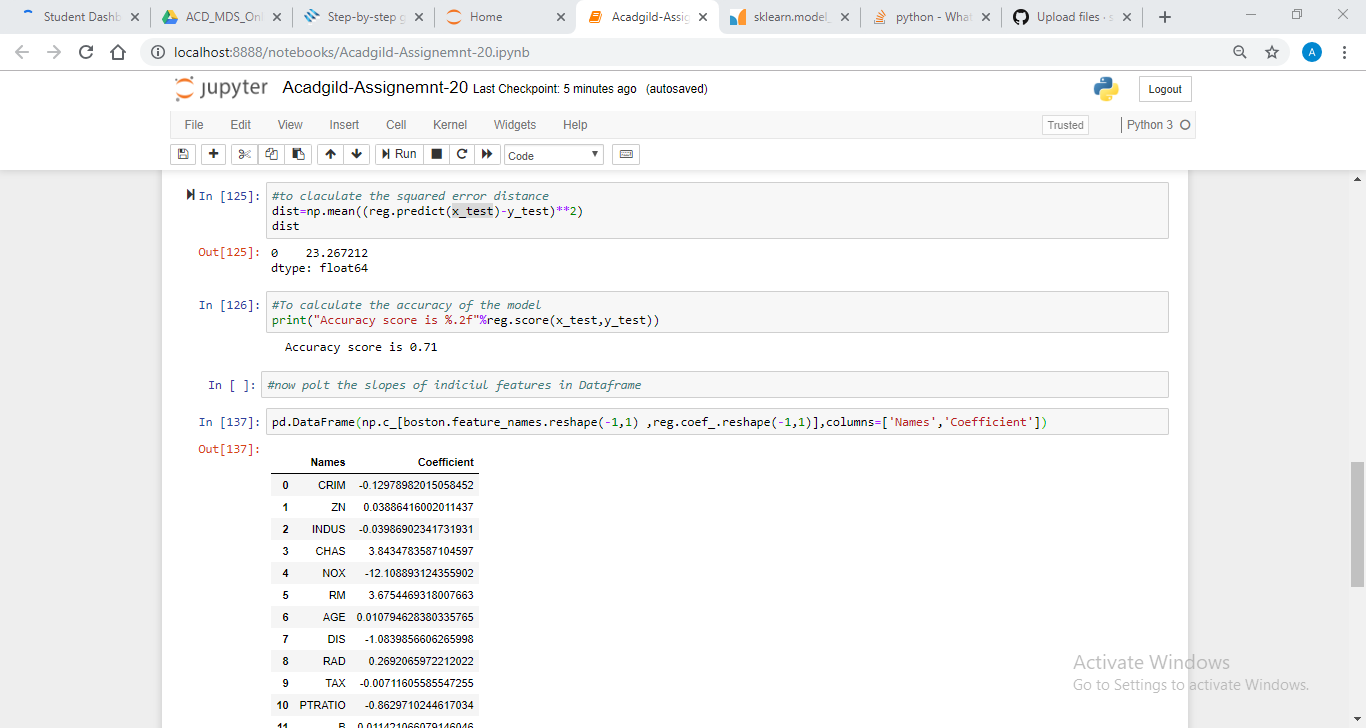 Student Dashb
ACD_MDS_Onl
Step-by-step g
Home
Acadgild-Assig
sklearn.model_
python - What
Upload files · s
localhost:8888/notebooks/Acadgild-Assignemnt-20.ipynb
A
jupyter Acadgild-Assignemnt-20 Last Checkpoint: 5 minutes ago (autosaved)
Logout
File Edit View Insert Cell Kernel Widgets Help
Trusted
Python 3
Run
Code
In [125]: #to claculate the squared error distance
dist=np.mean((reg.predict(x_test)-y_test)**2)
dist
Out[125]: 0 23.267212
dtype: float64
In [126]: #To calculate the accuracy of the model
print("Accuracy score is %.2f"%reg.score(x_test,y_test))
Accuracy score is 0.71
In [ ]: #now polt the slopes of indiciul features in Dataframe
In [137]: pd.DataFrame(np.c_[boston.feature_names.reshape(-1,1) ,reg.coef_.reshape(-1,1)],columns=['Names','Coefficient'])
Out[137]:
Names Coefficient
0 CRIM -0.12978982015058452
1 ZN 0.03886416002011437
2 INDUS -0.03986902341731931
3 CHAS 3.8434783587104597
4 NOX -12.108893124355902
5 RM 3.6754469318007663
6 AGE 0.010794628380335765
7 DIS -1.0839856606265998
8 RAD 0.2692065972212022
9 TAX -0.00711605585547255
10 PTRATIO -0.8629710244617034
11 B 0.011421066079146046
Activate Windows
Go to Settings to activate Windows.